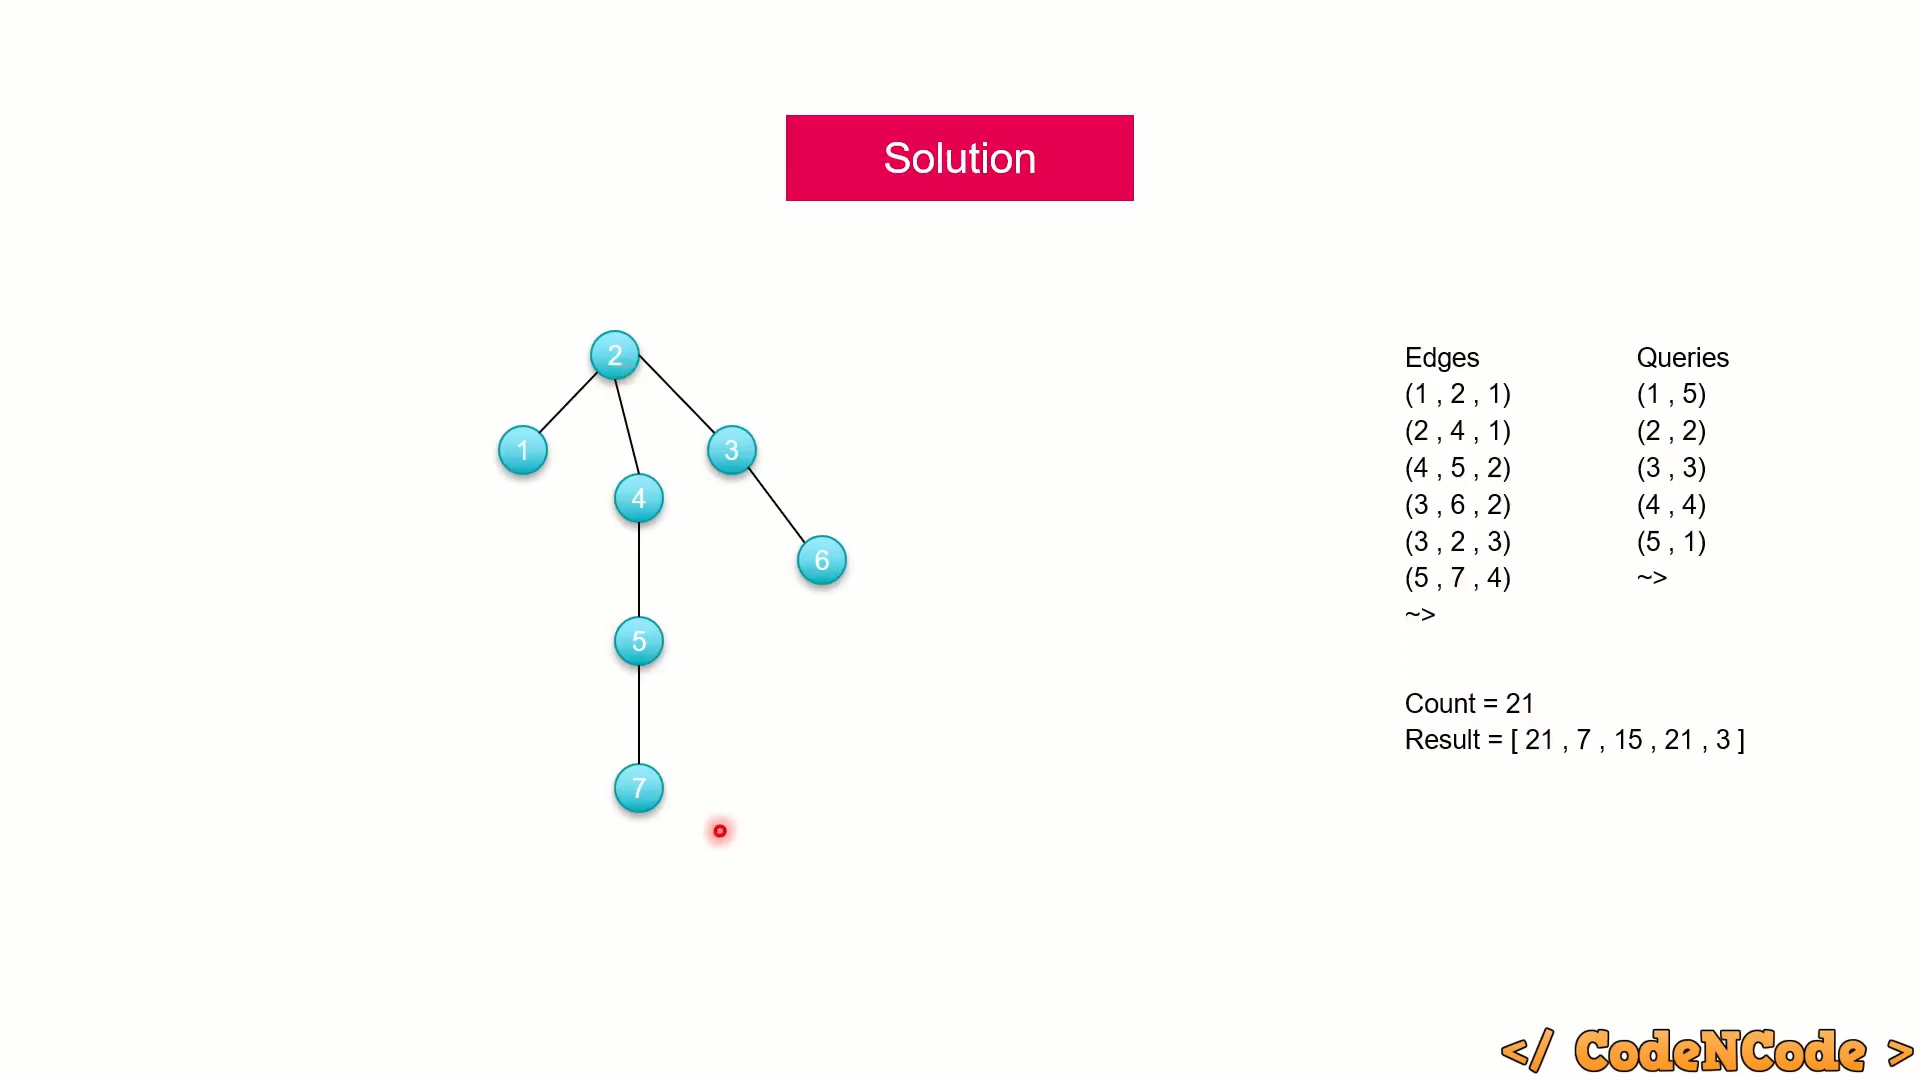 Solution
2
1
3
4
6
5
7
Edges
(1 , 2 , 1)
(2 , 4 , 1)
(4 , 5 , 2)
(3 , 6 , 2)
(3 , 2 , 3)
(5 , 7 , 4)
~>
Queries
(1 , 5)
(2 , 2)
(3 , 3)
(4 , 4)
(5 , 1)
~>
Count = 21
Result = [ 21 , 7 , 15 , 21 , 3 ]
</ CodeNCode >